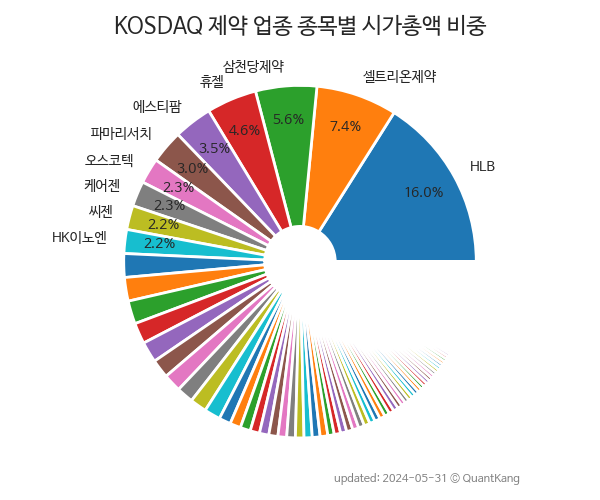 KOSDAQ 제약 업종 종목별 시가총액 비중
삼천당제약
셀트리온제약
휴젤
에스티팜
파마리서치
오스코텍
케어젠
씨젠
HK이노엔
HLB
5.6%
7.4%
4.6%
3.5%
3.0%
2.3%
2.3%
2.2%
2.2%
16.0%
updated: 2024-05-31 © QuantKang